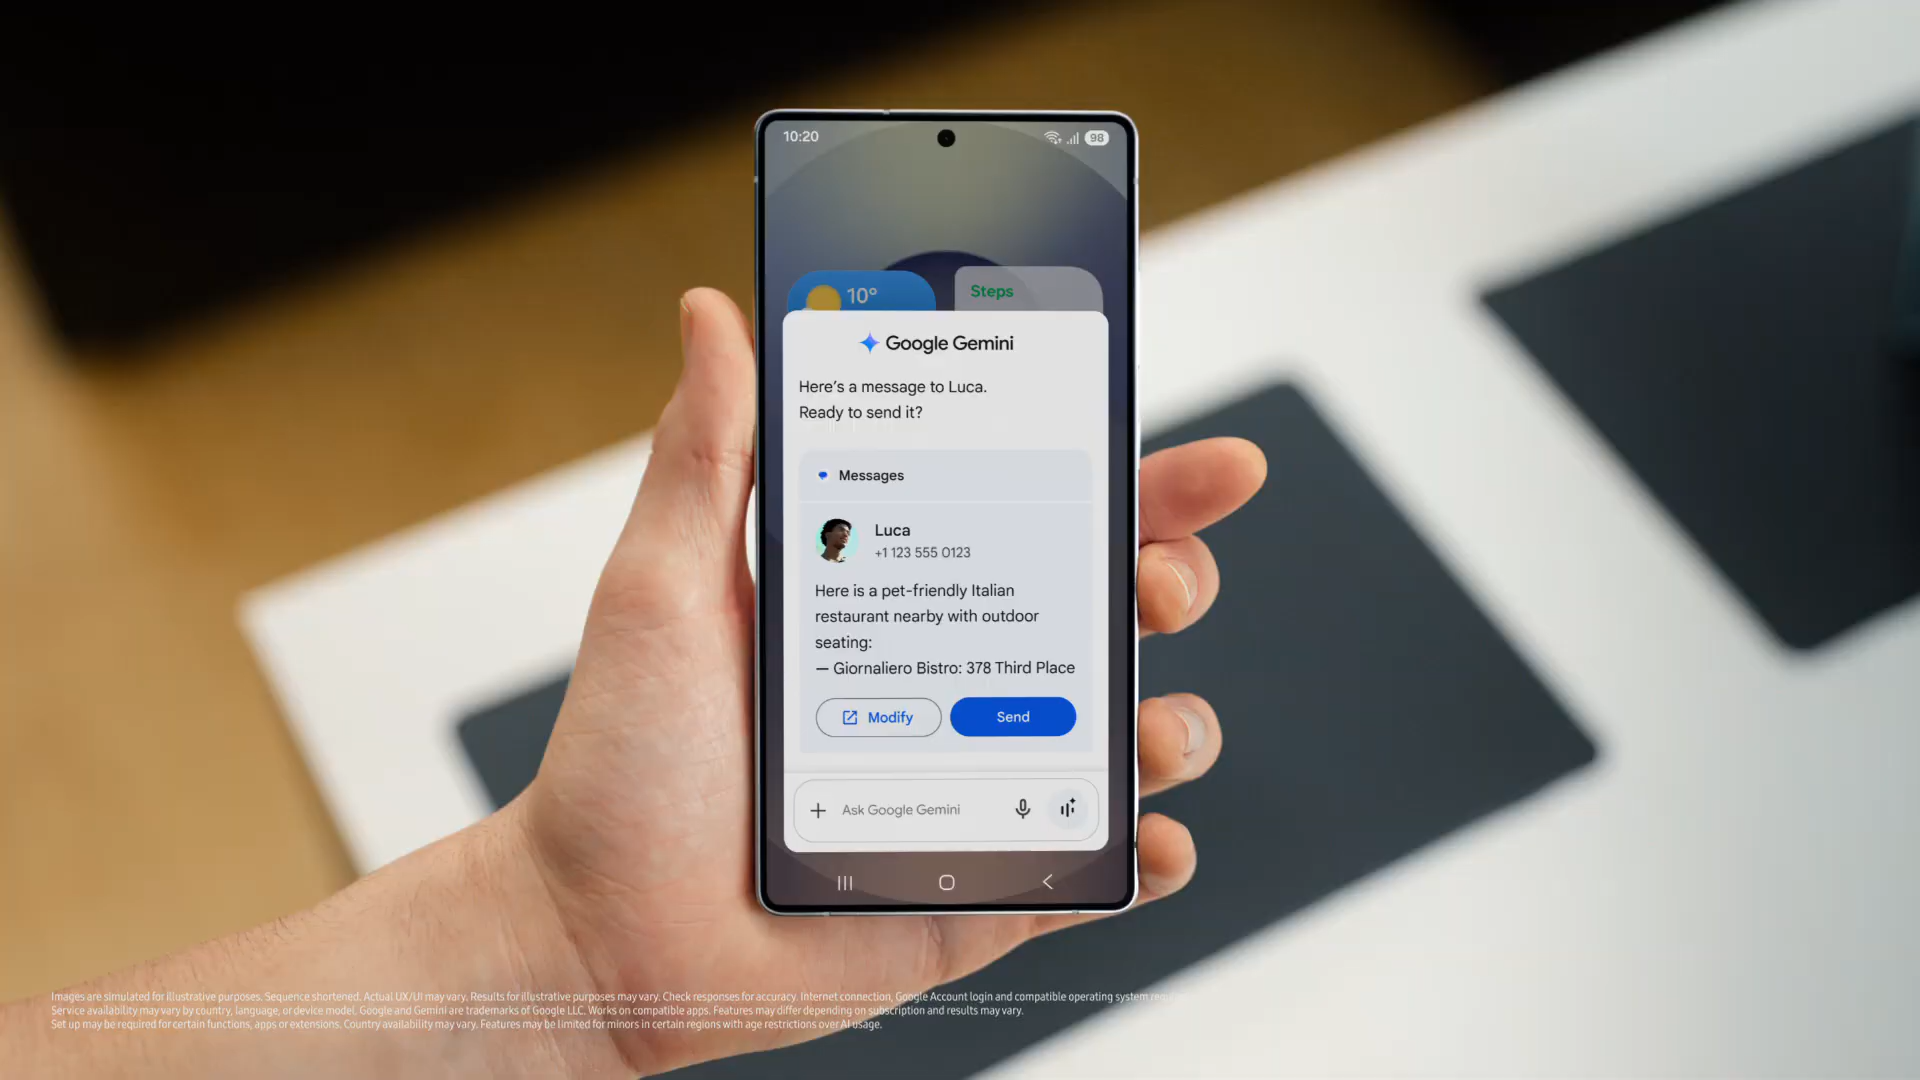 10:20
98
10°
Steps
Google Gemini
Here's a message to Luca.
Ready to send it?
Messages
Luca
+1 123 555 0123
Here is a pet-friendly Italian
restaurant nearby with outdoor
seating:
— Giornaliero Bistro: 378 Third Place
Modify
Send
Ask Google Gemini
Images are simulated for illustrative purposes. Sequence shortened. Actual UX/UI may vary. Results for illustrative purposes may vary. Check responses for accuracy. Internet connection, Google Account login and compatible operating system
Service availability may vary by country, language, or device model. Google and Gemini are trademarks of Google LLC. Works on compatible apps. Features may differ depending on subscription and results may vary.
Set up may be required for certain functions, apps or extensions. Country availability may vary. Features may be limited for minors in certain regions with age restrictions over AI usage.